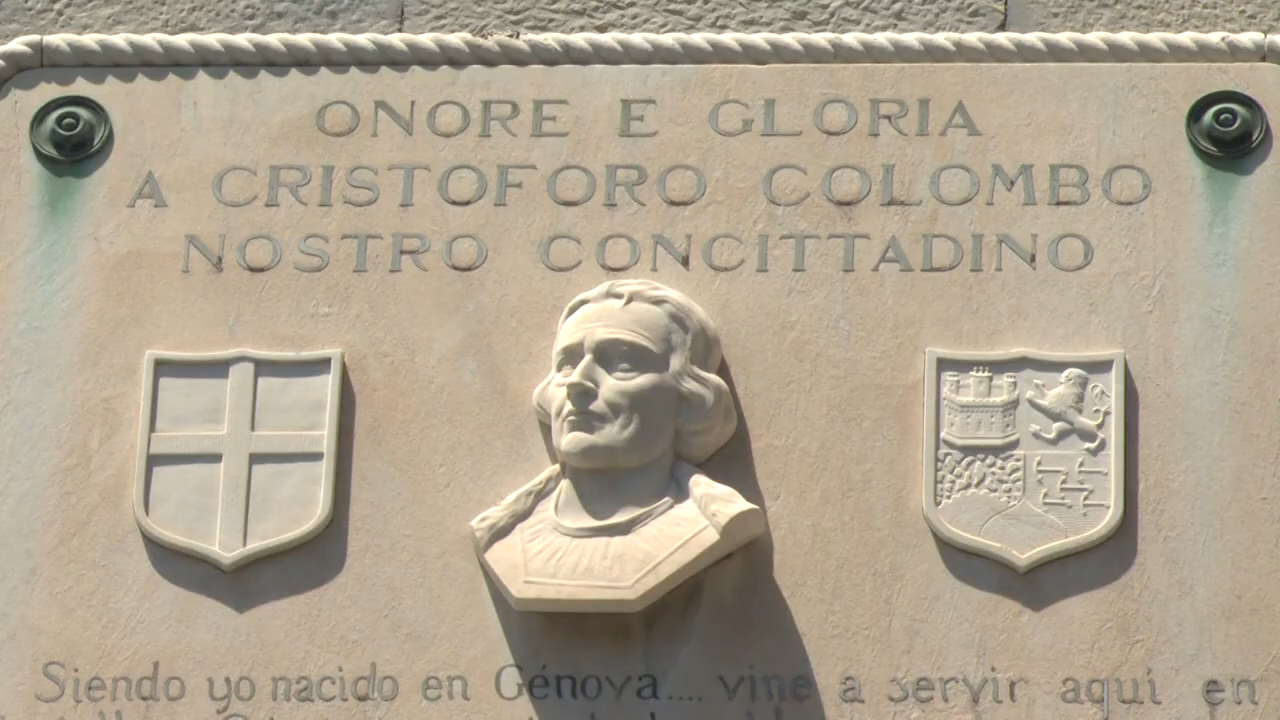 ONORE E GLORIA
A CRISTOFORO COLOMBO
NOSTRO CONCITTADINO
Siendo yo nacido en Génova.... vine a servir aquí en